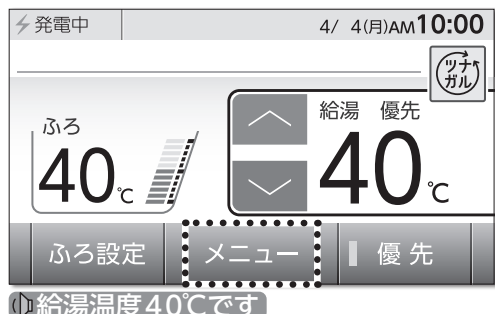 発電中
4/ 4(月)AM10:00
ツナ
ガル
ふろ
40℃
給湯 優先
40℃
ふろ設定
メニュー
優先
給湯温度40℃です